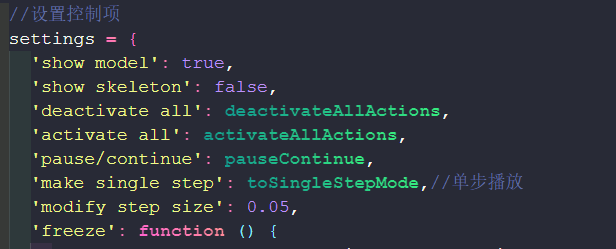 //设置控制项
settings = {
'show model': true,
'show skeleton': false,
'deactivate all': deactivateAllActions,
'activate all': activateAllActions,
'pause/continue': pauseContinue,
'make single step': toSingleStepMode,//单步播放
'modify step size': 0.05,
'freeze': function () {